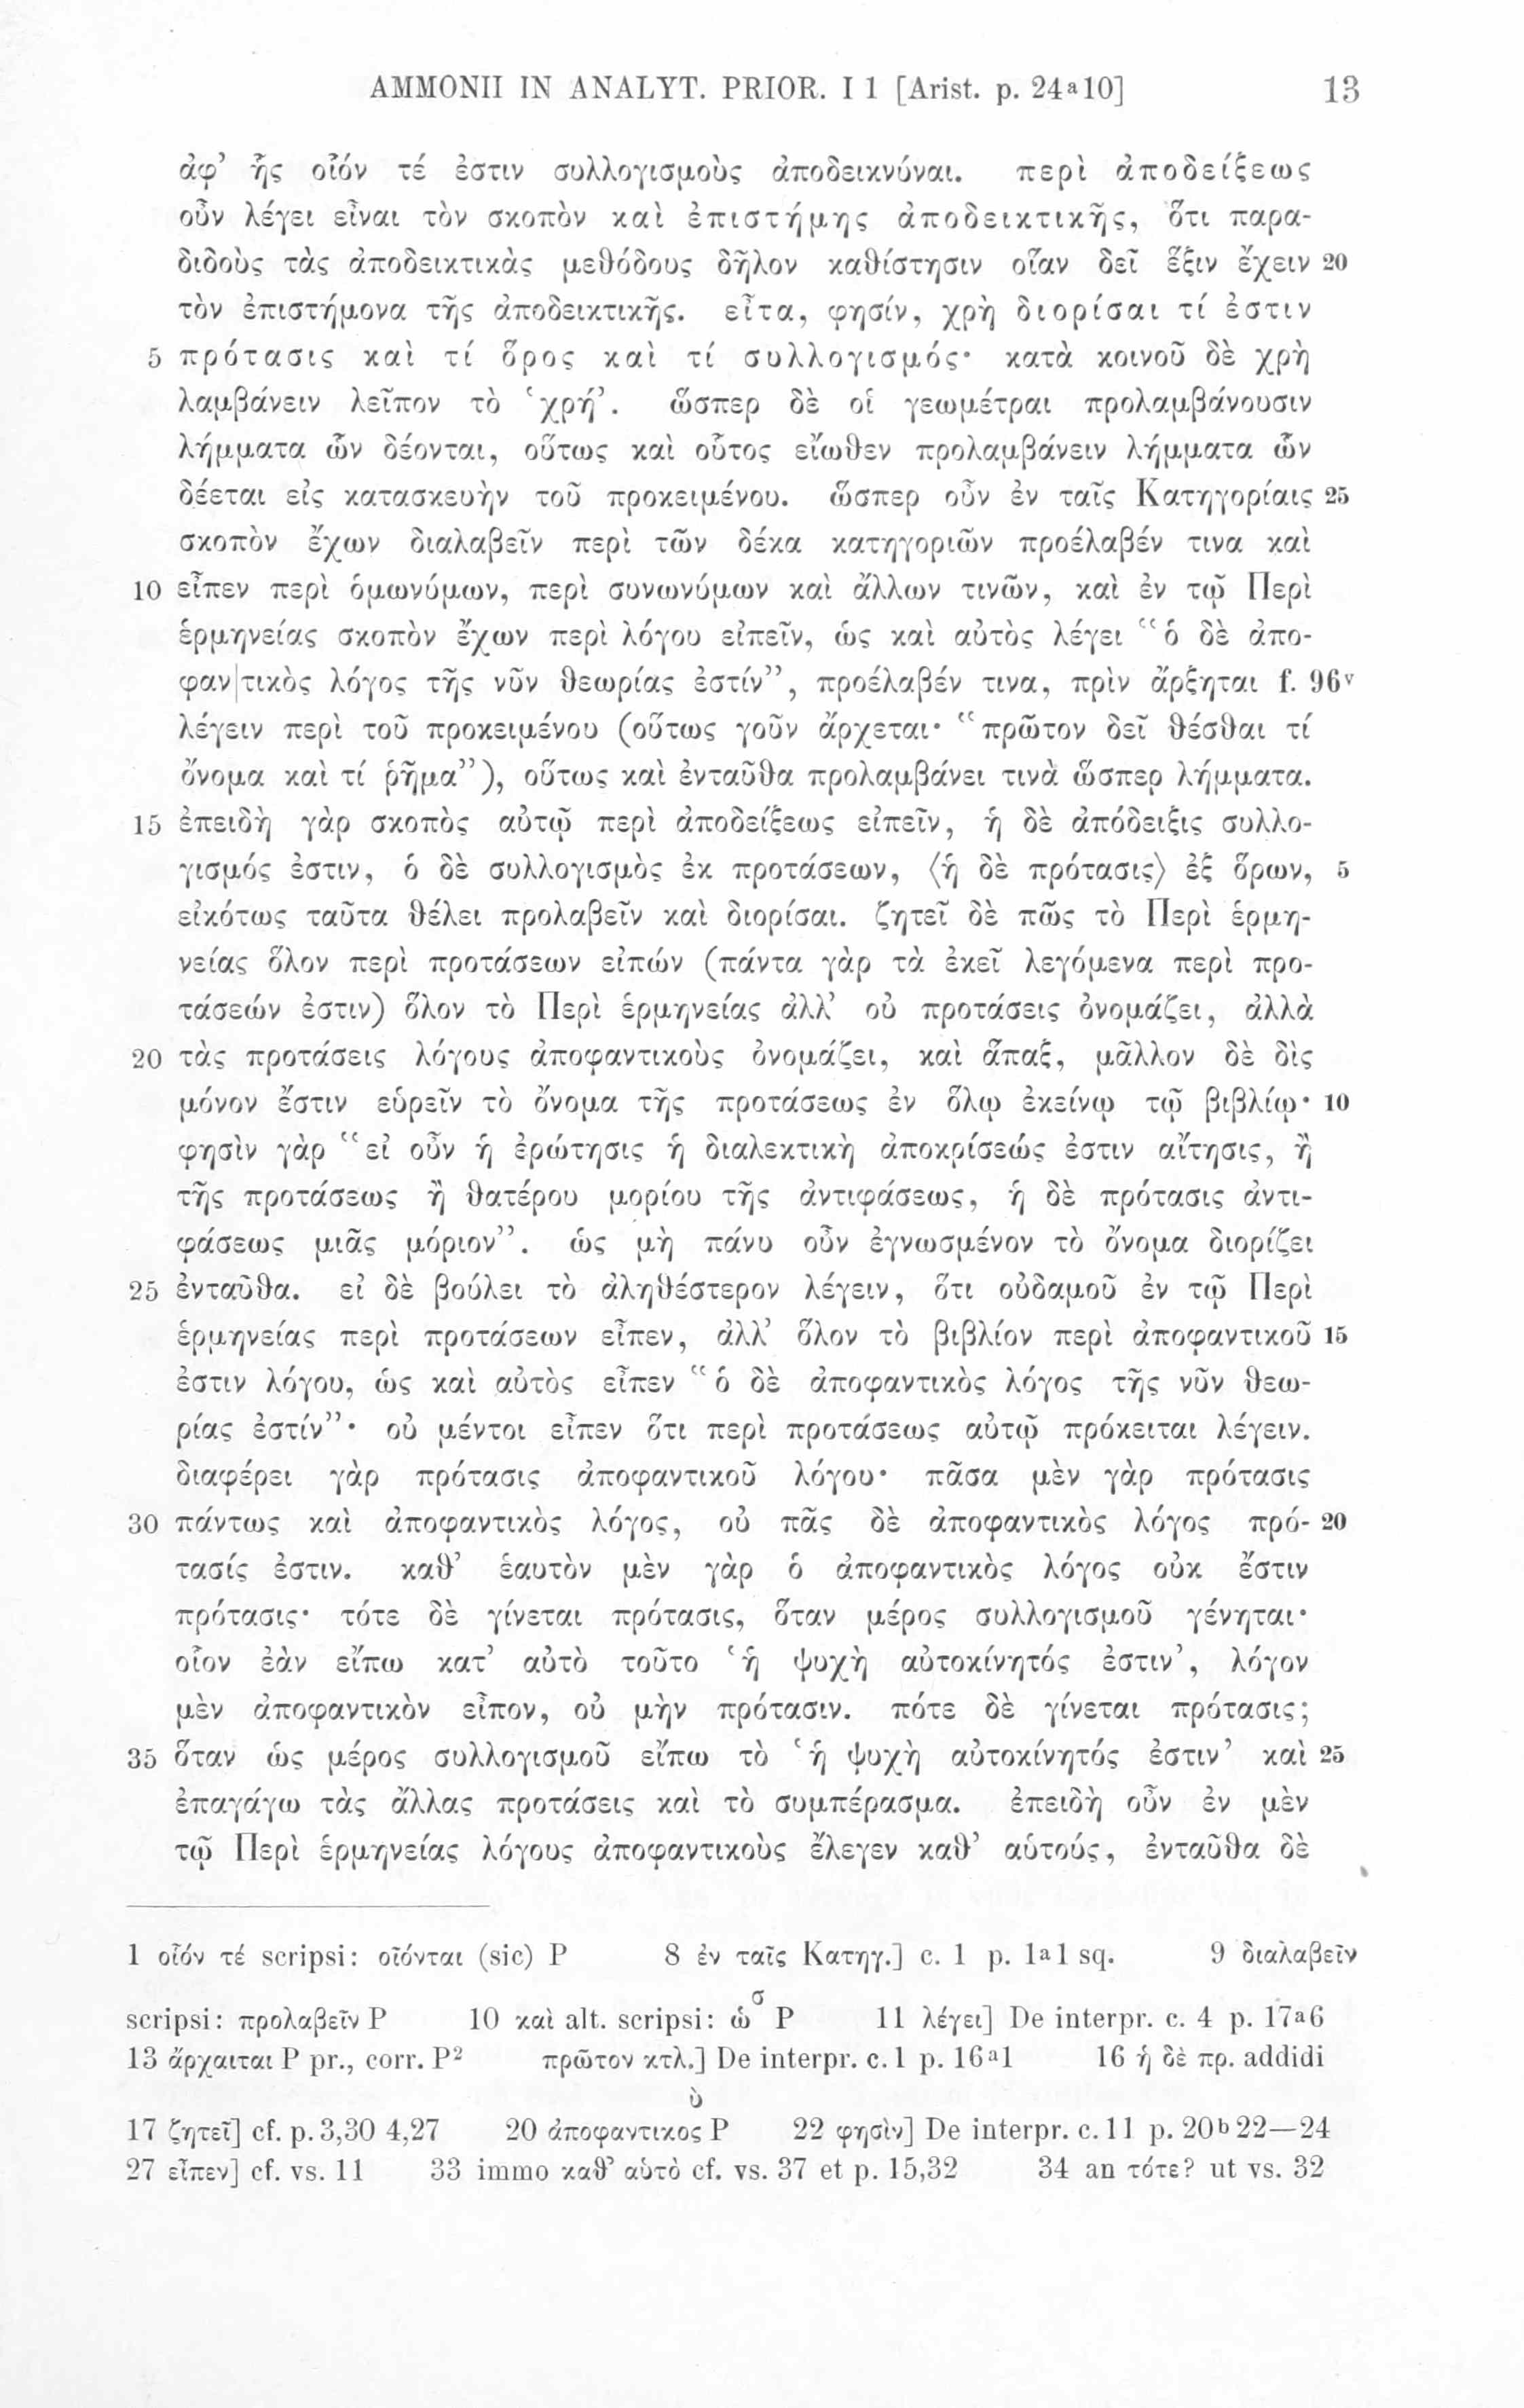 AMMONII IN ANALYT. PRIOR. I 1 [Arist. p. 24a10] 13
ἀφ’ ἧς οἷόν τέ ἐστιν συλλογισμοὺς ἀποδεικνύναι. περὶ ἀποδείξεως
οὖν λέγει εἶναι τὸν σκοπὸν καὶ ἐπιστήμης ἀποδεικτικῆς, ὅτι παρα-
διδοὺς τὰς ἀποδεικτικὰς μεθόδους δῆλον καθίστησιν οἵαν δεῖ ἕξιν ἔχειν 20
τὸν ἐπιστήμονα τῆς ἀποδεικτικῆς. εἶτα, φησίν, χρὴ διορίσαι τί ἐστιν
5 πρότασις καὶ τί ὅρος καὶ τί συλλογισμός· κατὰ κοινοῦ δὲ χρὴ
λαμβάνειν λεῖπον τὸ ‘χρή’. ὥσπερ δὲ οἱ γεωμέτραι προλαμβάνουσιν
λήμματα ὧν δέονται, οὕτως καὶ οὗτος εἴωθεν προλαμβάνειν λήμματα ὧν
δέεται εἰς κατασκευὴν τοῦ προκειμένου. ὥσπερ οὖν ἐν ταῖς Κατηγορίαις 25
σκοπὸν ἔχων διαλαβεῖν περὶ τῶν δέκα κατηγοριῶν προέλαβέν τινα καὶ
10 εἶπεν περὶ ὁμωνύμων, περὶ συνωνύμων καὶ ἄλλων τινῶν, καὶ ἐν τῷ Περὶ
ἑρμηνείας σκοπὸν ἔχων περὶ λόγου εἰπεῖν, ὡς καὶ αὐτὸς λέγει “ὁ δὲ ἀπο-
φαν|τικὸς λόγος τῆς νῦν θεωρίας ἐστίν”, προέλαβέν τινα, πρὶν ἄρξηται f. 96v
λέγειν περὶ τοῦ προκειμένου (οὕτως γοῦν ἄρχεται· “πρῶτον δεῖ θέσθαι τί
ὄνομα καὶ τί ῥῆμα”), οὕτως καὶ ἐνταῦθα προλαμβάνει τινὰ ὥσπερ λήμματα.
15 ἐπειδὴ γὰρ σκοπὸς αὐτῷ περὶ ἀποδείξεως εἰπεῖν, ἡ δὲ ἀπόδειξις συλλο-
γισμός ἐστιν, ὁ δὲ συλλογισμὸς ἐκ προτάσεων, ⟨ἡ δὲ πρότασις⟩ ἐξ ὅρων, 5
εἰκότως ταῦτα θέλει προλαβεῖν καὶ διορίσαι. ζητεῖ δὲ πῶς τὸ Περὶ ἑρμη-
νείας ὅλον περὶ προτάσεων εἰπών (πάντα γὰρ τὰ ἐκεῖ λεγόμενα περὶ προ-
τάσεών ἐστιν) ὅλον τὸ Περὶ ἑρμηνείας ἀλλ’ οὐ προτάσεις ὀνομάζει, ἀλλὰ
20 τὰς προτάσεις λόγους ἀποφαντικοὺς ὀνομάζει, καὶ ἅπαξ, μᾶλλον δὲ δὶς
μόνον ἔστιν εὑρεῖν τὸ ὄνομα τῆς προτάσεως ἐν ὅλῳ ἐκείνῳ τῷ βιβλίῳ· 10
φησὶν γὰρ “εἰ οὖν ἡ ἐρώτησις ἡ διαλεκτικὴ ἀποκρίσεώς ἐστιν αἴτησις, ἢ
τῆς προτάσεως ἢ θατέρου μορίου τῆς ἀντιφάσεως, ἡ δὲ πρότασις ἀντι-
φάσεως μιᾶς μόριον”. ὡς μὴ πάνυ οὖν ἐγνωσμένον τὸ ὄνομα διορίζει
25 ἐνταῦθα. εἰ δὲ βούλει τὸ ἀληθέστερον λέγειν, ὅτι οὐδαμοῦ ἐν τῷ Περὶ
ἑρμηνείας περὶ προτάσεων εἶπεν, ἀλλ’ ὅλον τὸ βιβλίον περὶ ἀποφαντικοῦ 15
ἐστιν λόγου, ὡς καὶ αὐτὸς εἶπεν “ὁ δὲ ἀποφαντικὸς λόγος τῆς νῦν θεω-
ρίας ἐστίν”· οὐ μέντοι εἶπεν ὅτι περὶ προτάσεως αὐτῷ πρόκειται λέγειν.
διαφέρει γὰρ πρότασις ἀποφαντικοῦ λόγου· πᾶσα μὲν γὰρ πρότασις
30 πάντως καὶ ἀποφαντικὸς λόγος, οὐ πᾶς δὲ ἀποφαντικὸς λόγος πρό- 20
τασίς ἐστιν. καθ’ ἑαυτὸν μὲν γὰρ ὁ ἀποφαντικὸς λόγος οὐκ ἔστιν
πρότασις· τότε δὲ γίνεται πρότασις, ὅταν μέρος συλλογισμοῦ γένηται·
οἷον ἐὰν εἴπω κατ’ αὐτὸ τοῦτο ‘ἡ ψυχὴ αὐτοκίνητός ἐστιν’, λόγον
μὲν ἀποφαντικὸν εἶπον, οὐ μὴν πρότασιν. πότε δὲ γίνεται πρότασις;
35 ὅταν ὡς μέρος συλλογισμοῦ εἴπω τὸ ‘ἡ ψυχὴ αὐτοκίνητός ἐστιν’ καὶ 25
ἐπαγάγω τὰς ἄλλας προτάσεις καὶ τὸ συμπέρασμα. ἐπειδὴ οὖν ἐν μὲν
τῷ Περὶ ἑρμηνείας λόγους ἀποφαντικοὺς ἔλεγεν καθ’ αὑτούς, ἐνταῦθα δὲ
1 οἷόν τέ scripsi: οἷόνται (sic) P 8 ἐν ταῖς Κατηγ.] c. 1 p. 1a1 sq. 9 διαλαβεῖν
scripsi: προλαβεῖν P 10 καὶ alt. scripsi: ὡσ P 11 λέγει] De interpr. c. 4 p. 17a6
13 ἄρχαιται P pr., corr. P2 πρῶτον κτλ.] De interpr. c. 1 p. 16a1 16 ἡ δὲ πρ. addidi
17 ζητεῖ] cf. p. 3,30 4,27 20 ἀποφαντικὸς P 22 φησὶν] De interpr. c. 11 p. 20b22—24
27 εἶπεν] cf. vs. 11 33 immo καθ’ αὑτὸ cf. vs. 37 et p. 15,32 34 an τότε? ut vs. 32